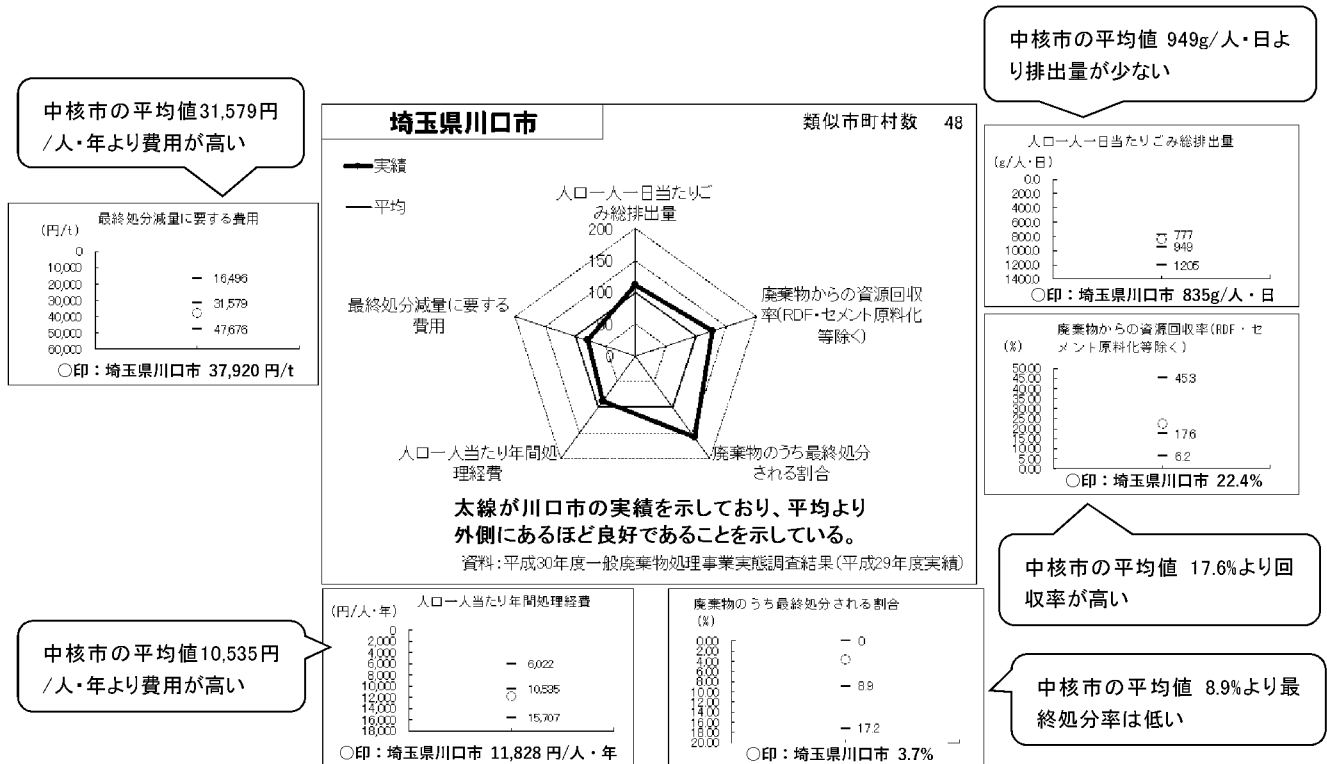 中核市の平均値 949g/人・日よ
り排出量が少ない
中核市の平均値31,579円
/人・年より費用が高い
埼玉県川口市
類似市町村数 48
実績
平均
人口一人一日当たりご
み総排出量
200
150
100
50
0
廃棄物からの資源回収
率(RDF・セメント原料化
等除く)
廃棄物のうち最終処分
される割合
人口一人当たり年間処
理経費
最終処分減量に要する
費用
太線が川口市の実績を示しており、平均より
外側にあるほど良好であることを示している。
資料:平成30年度一般廃棄物処理事業実態調査結果(平成29年度実績)
最終処分減量に要する費用
(円/t)
0
10,000
20,000
30,000
40,000
50,000
60,000
16,496
31,579
47,676
○印:埼玉県川口市 37,920 円/t
人口一人一日当たりごみ総排出量
(g/人・日)
0.0
200.0
400.0
600.0
800.0
1000.0
1200.0
1400.0
777
949
1205
○印:埼玉県川口市 835g/人・日
廃棄物からの資源回収率(RDF・セ
メント原料化等除く)
(%)
50.00
45.00
40.00
35.00
30.00
25.00
20.00
15.00
10.00
5.00
0.00
45.3
17.6
6.2
○印:埼玉県川口市 22.4%
中核市の平均値 17.6%より回
収率が高い
中核市の平均値10,535円
/人・年より費用が高い
人口一人当たり年間処理経費
(円/人・年)
0
2,000
4,000
6,000
8,000
10,000
12,000
14,000
16,000
18,000
6,022
10,535
15,707
○印:埼玉県川口市 11,828 円/人・年
廃棄物のうち最終処分される割合
(%)
0.00
2.00
4.00
6.00
8.00
10.00
12.00
14.00
16.00
18.00
20.00
0
8.9
17.2
○印:埼玉県川口市 3.7%
中核市の平均値 8.9%より最
終処分率は低い